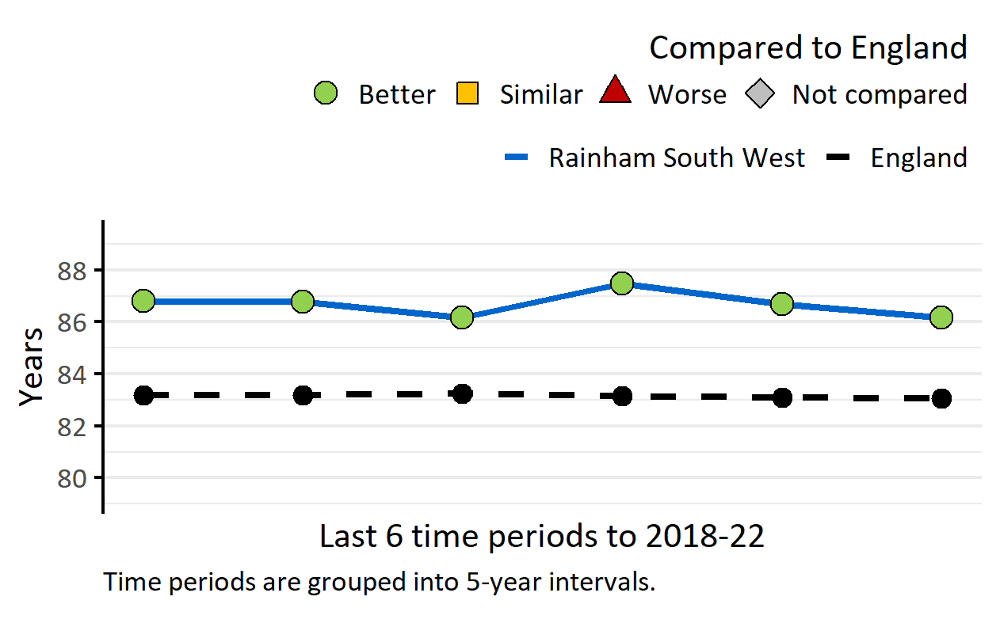 Compared to England
Better Similar Worse Not compared
Rainham South West England
Years
88
86
84
82
80
Last 6 time periods to 2018-22
Time periods are grouped into 5-year intervals.